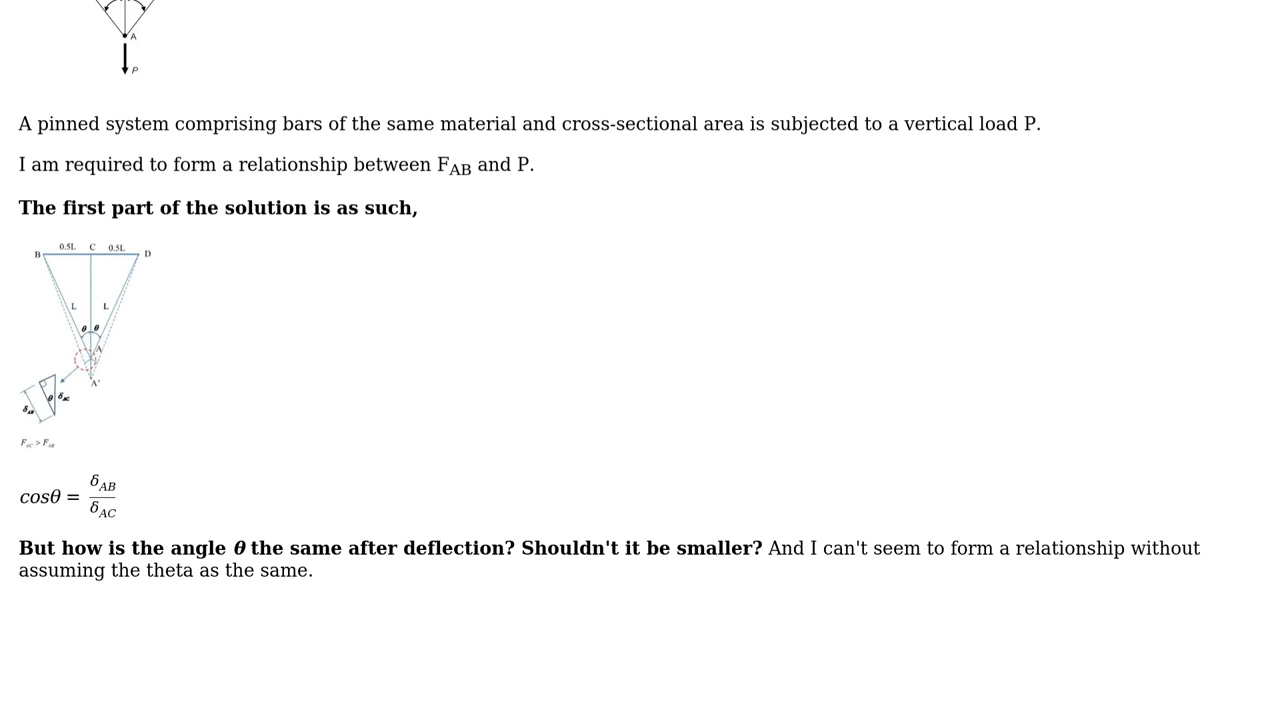 A
P
A pinned system comprising bars of the same material and cross-sectional area is subjected to a vertical load P.
I am required to form a relationship between F_AB and P.
The first part of the solution is as such,
B 0.5L C 0.5L D
L L
θ θ
A
A'
θ δ_AC
δ_AB
F_AC > F_AB
cosθ = δ_AB / δ_AC
But how is the angle θ the same after deflection? Shouldn't it be smaller? And I can't seem to form a relationship without
assuming the theta as the same.